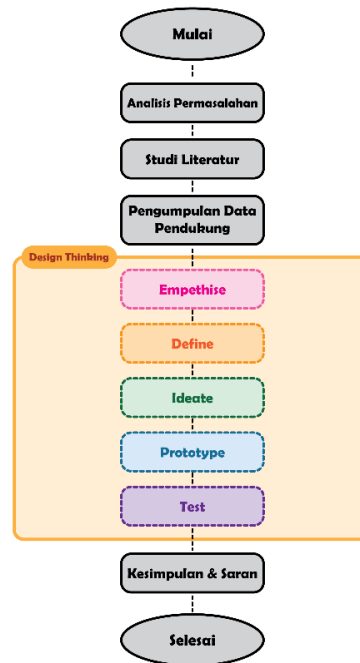 Mulai
Analisis Permasalahan
Studi Literatur
Pengumpulan Data
Pendukung
Design Thinking
Empethise
Define
Ideate
Prototype
Test
Kesimpulan & Saran
Selesai